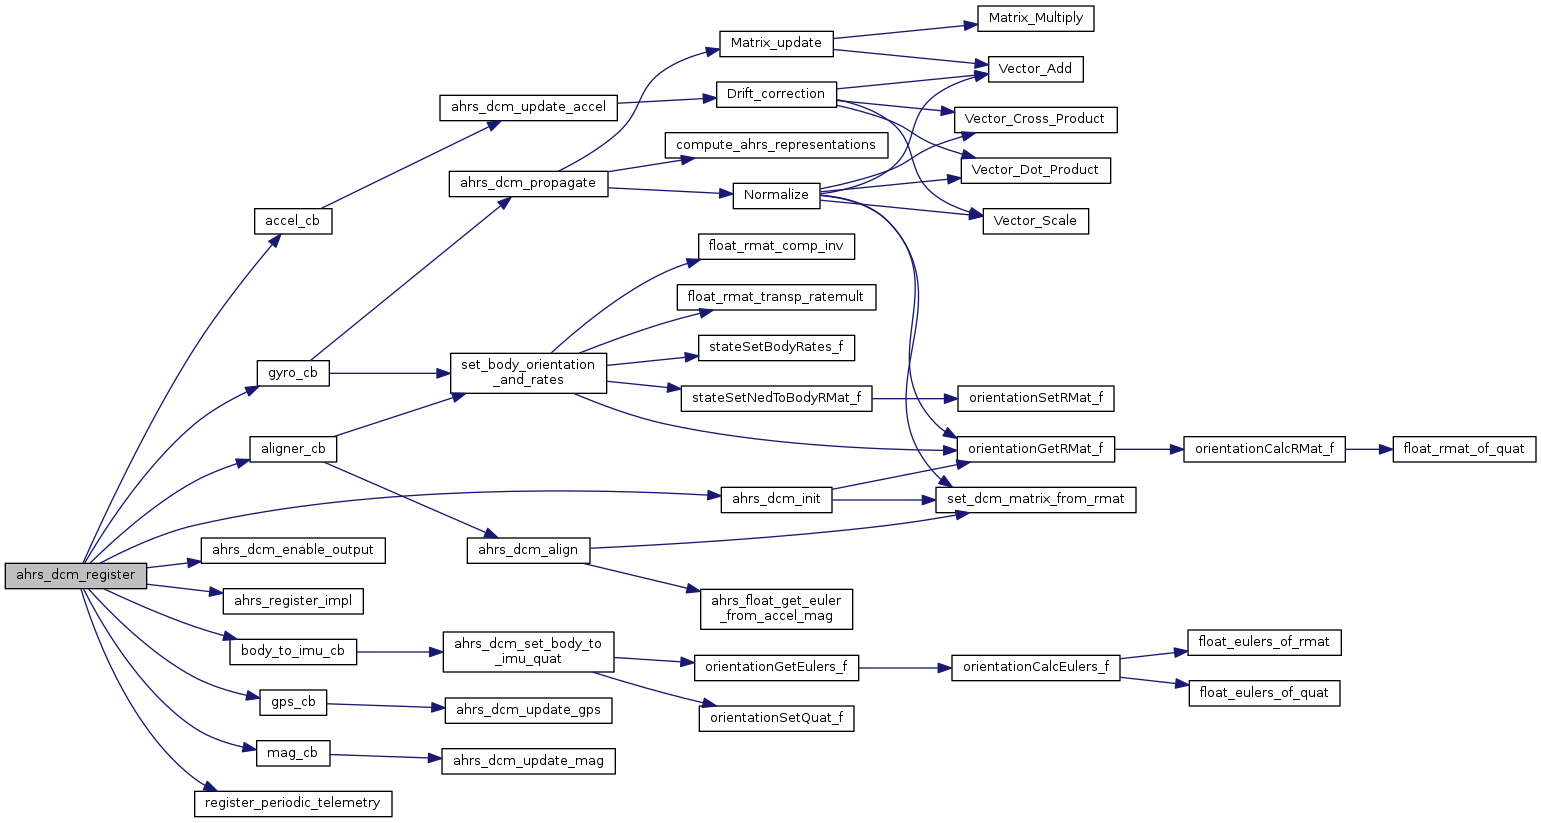 Matrix_Multiply
Matrix_update
Vector_Add
Drift_correction
ahrs_dcm_update_accel
Vector_Cross_Product
compute_ahrs_representations
Vector_Dot_Product
ahrs_dcm_propagate
Normalize
accel_cb
Vector_Scale
float_rmat_comp_inv
float_rmat_transp_ratemult
stateSetBodyRates_f
set_body_orientation
_and_rates
gyro_cb
stateSetNedToBodyRMat_f
orientationSetRMat_f
aligner_cb
orientationGetRMat_f
orientationCalcRMat_f
float_rmat_of_quat
ahrs_dcm_init
set_dcm_matrix_from_rmat
ahrs_dcm_enable_output
ahrs_dcm_align
ahrs_dcm_register
ahrs_register_impl
ahrs_float_get_euler
_from_accel_mag
body_to_imu_cb
ahrs_dcm_set_body_to
_imu_quat
float_eulers_of_rmat
orientationGetEulers_f
orientationCalcEulers_f
float_eulers_of_quat
gps_cb
ahrs_dcm_update_gps
orientationSetQuat_f
mag_cb
ahrs_dcm_update_mag
register_periodic_telemetry